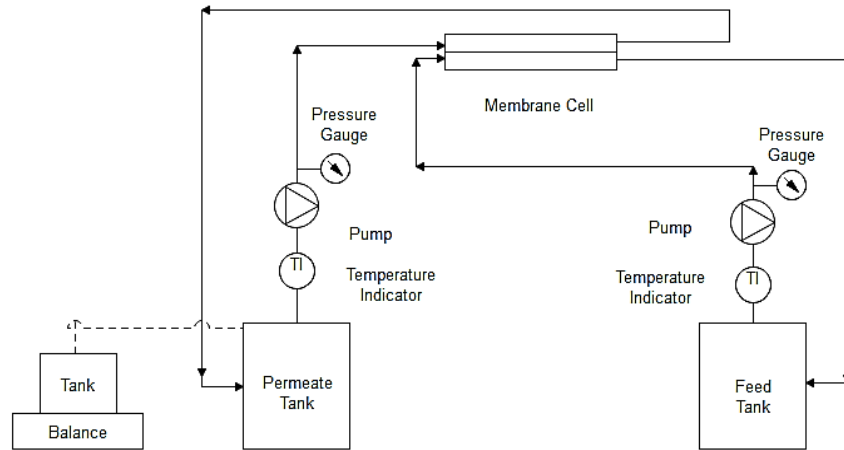 Membrane Cell
Pressure
Gauge
Pressure
Gauge
Pump
Pump
TI
Temperature
Indicator
Temperature
Indicator
TI
Tank
Balance
Permeate
Tank
Feed
Tank